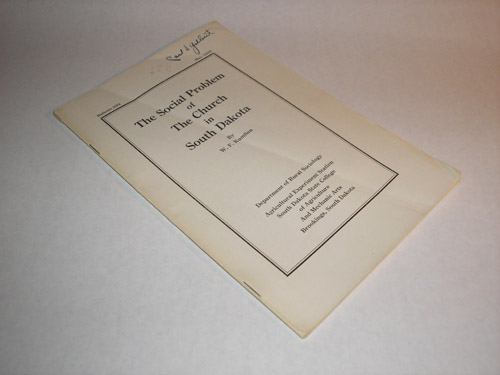 The Social Problem
of
The Church
in
South Dakota
By
W. F. Kumlien
Department of Rural Sociology
Agricultural Experiment Station
South Dakota State College
of Agriculture
And Mechanic Arts
Brookings, South Dakota